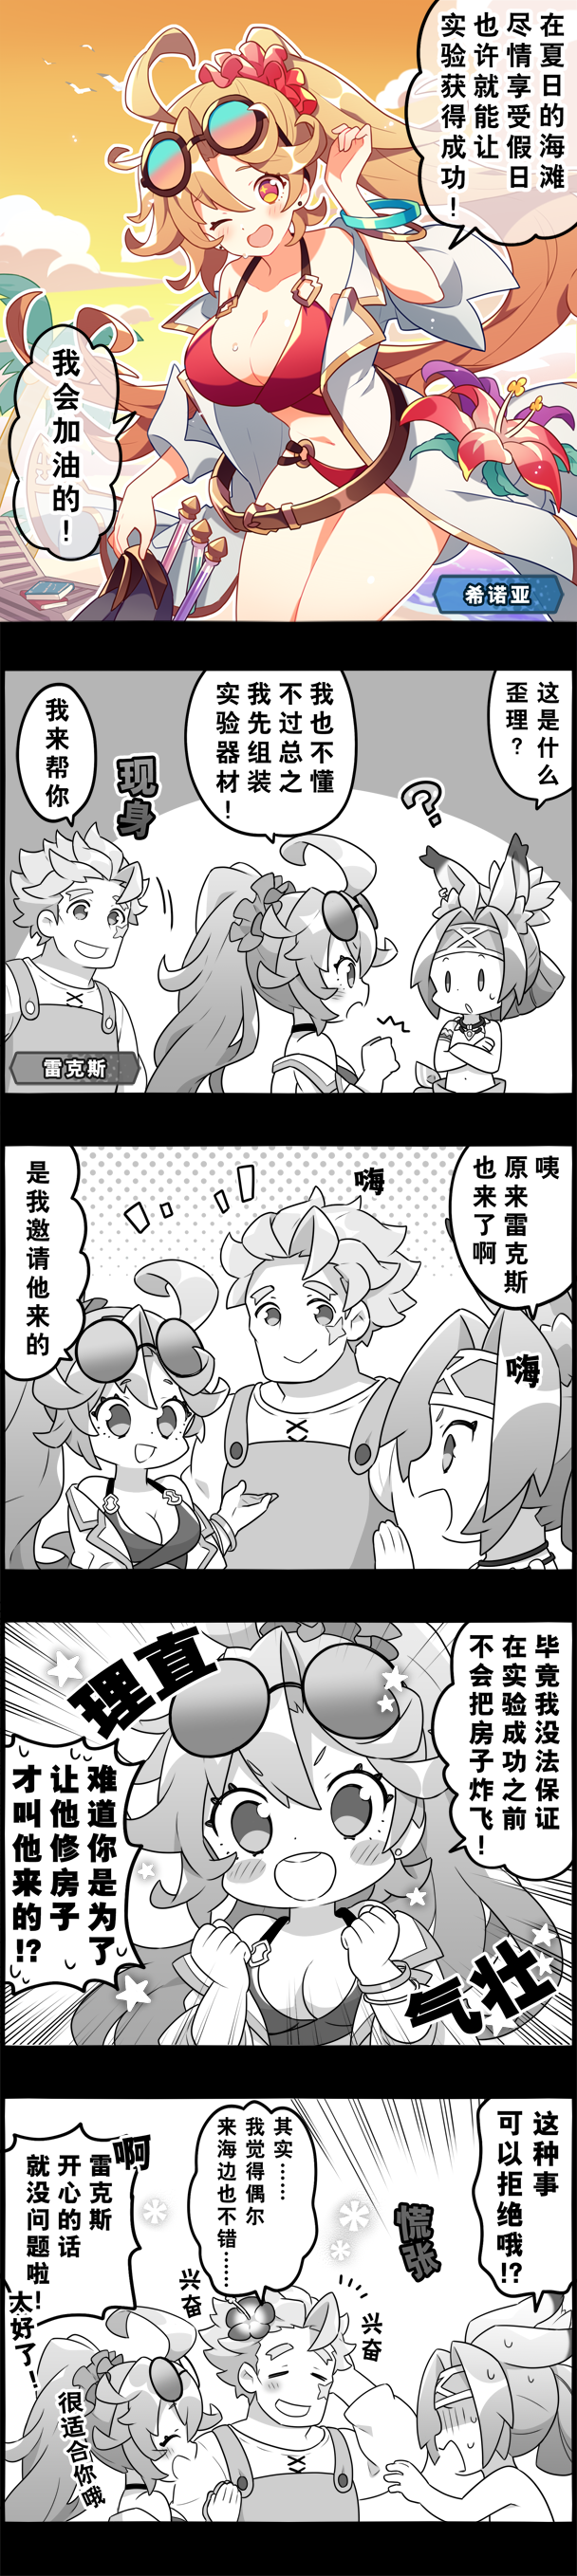 在夏日的海滩
尽情享受假日
也许就能让
实验获得成功！
我会加油的！
希诺亚
这是什么
歪理？
我也不懂
不过总之
我先组装
实验器材！
现身
我来帮你
雷克斯
咦
原来雷克斯
也来了啊
嗨
嗨
是我邀请他来的
毕竟我没法保证
在实验成功之前
不会把房子炸飞！
理直
气壮
难道你是为了
让他修房子
才叫他来的!?
这种事
可以拒绝哦!?
慌张
其实……
我觉得偶尔
来海边也不错……
兴奋
兴奋
啊
雷克斯
开心的话
就没问题啦！
太好了！
很适合你哦